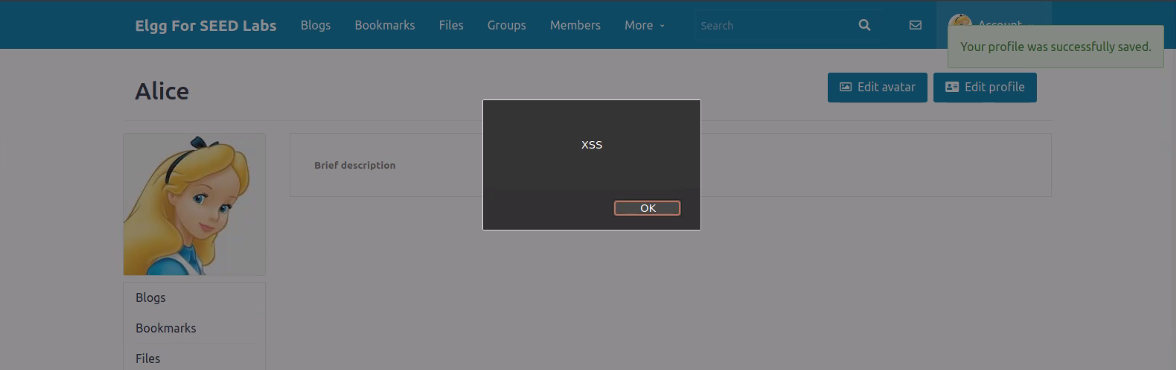 Elgg For SEED Labs Blogs Bookmarks Files Groups Members More Search Account
Your profile was successfully saved.
Alice Edit avatar Edit profile
XSS
Brief description
OK
Blogs
Bookmarks
Files